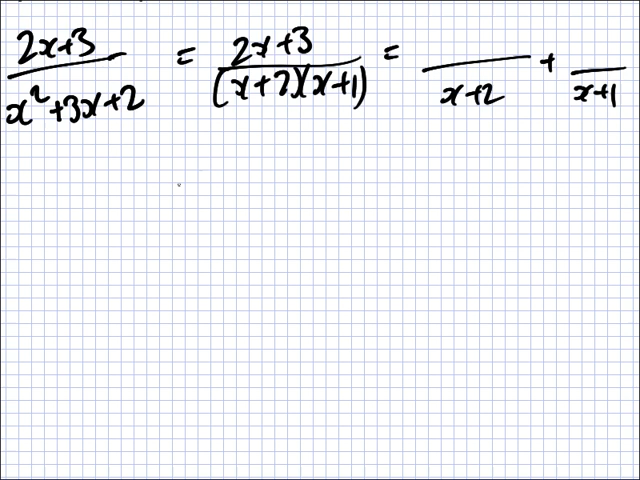 2x+3/x²+3x+2 = 2x+3/(x+2)(x+1) = /x+2 + /x+1